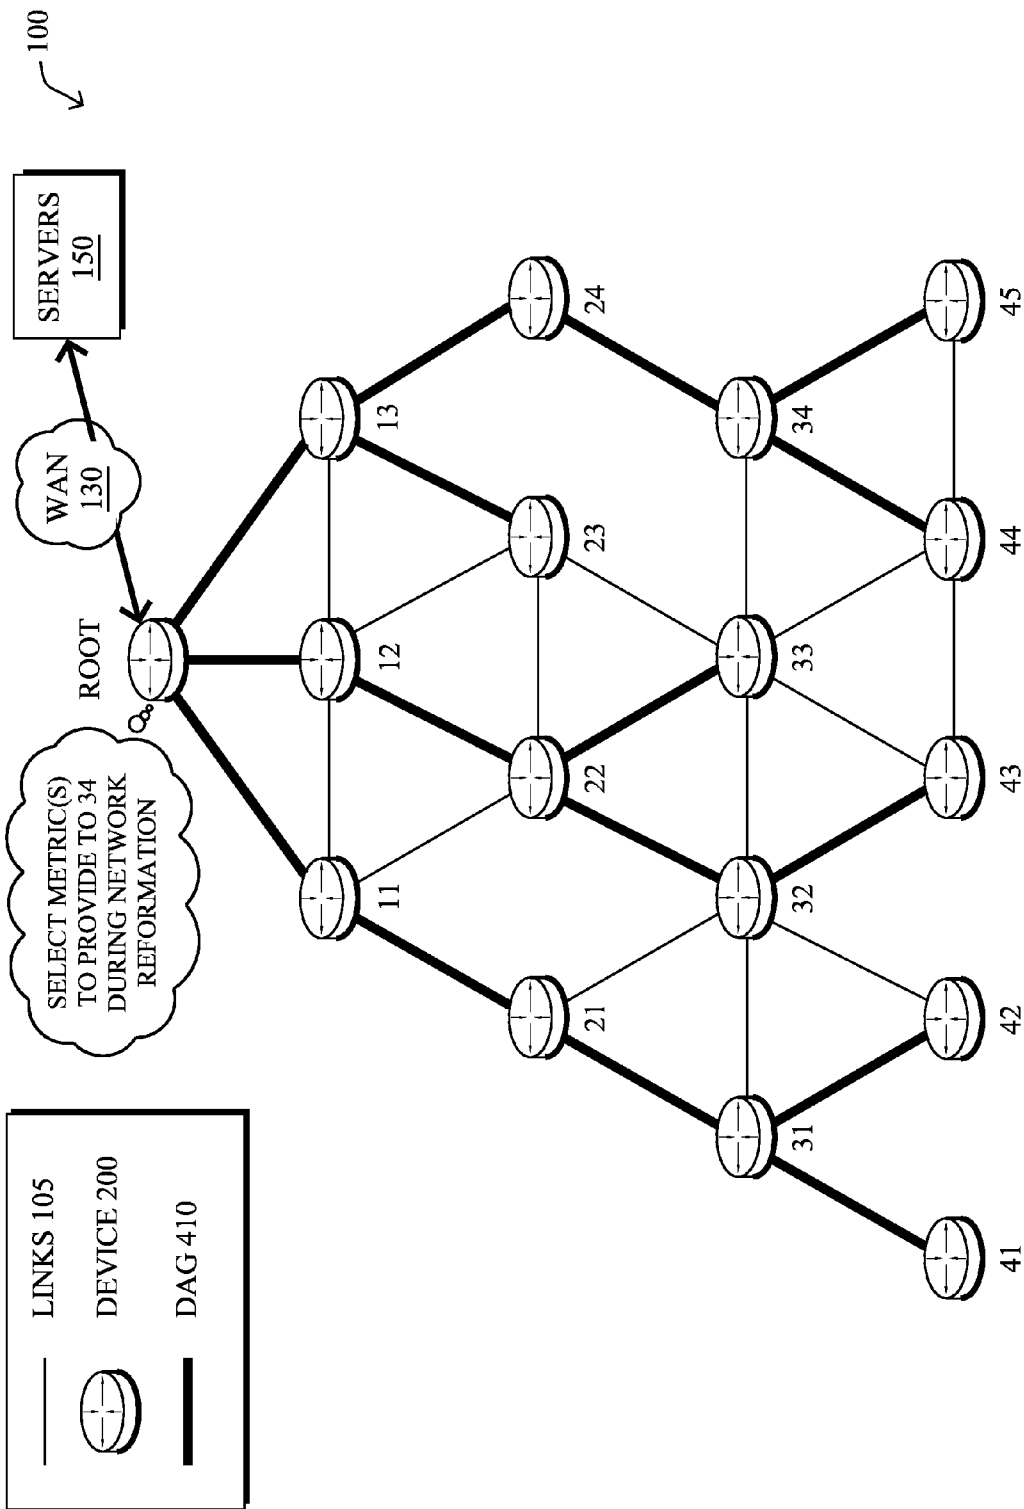 LINKS 105
DEVICE 200
DAG 410
SELECT METRIC(S)
TO PROVIDE TO 34
DURING NETWORK
REFORMATION
ROOT
WAN
130
SERVERS
150
100
11
12
13
21
22
23
24
31
32
33
34
41
42
43
44
45